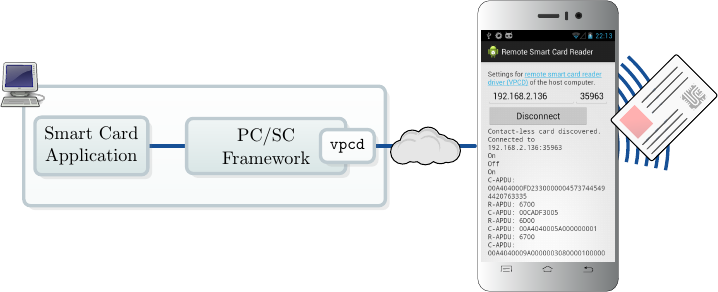 Smart Card
Application
PC/SC
Framework
vpcd
22:13
Remote Smart Card Reader
Settings for remote smart card reader
driver (VPCD) of the host computer.
192.168.2.136 35963
Disconnect
Contact-less card discovered.
Connected to
192.168.2.136:35963
On
Off
On
C-APDU:
00A404000FD2330000004573744549
4420763335
R-APDU: 6700
C-APDU: 00CADF3005
R-APDU: 6D00
C-APDU: 00A4040005A000000001
R-APDU: 6700
C-APDU:
00A4040009A0000003080000100000